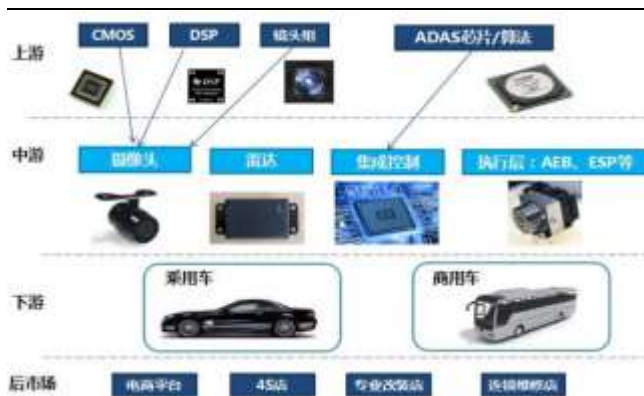 CMOS DSP 镜头组 ADAS芯片/算法
上游
中游
摄像头 雷达 集成控制 执行层：AEB、ESP等
乘用车 商用车
下游
后市场 电商平台 4S店 专业改装店 连锁维修店